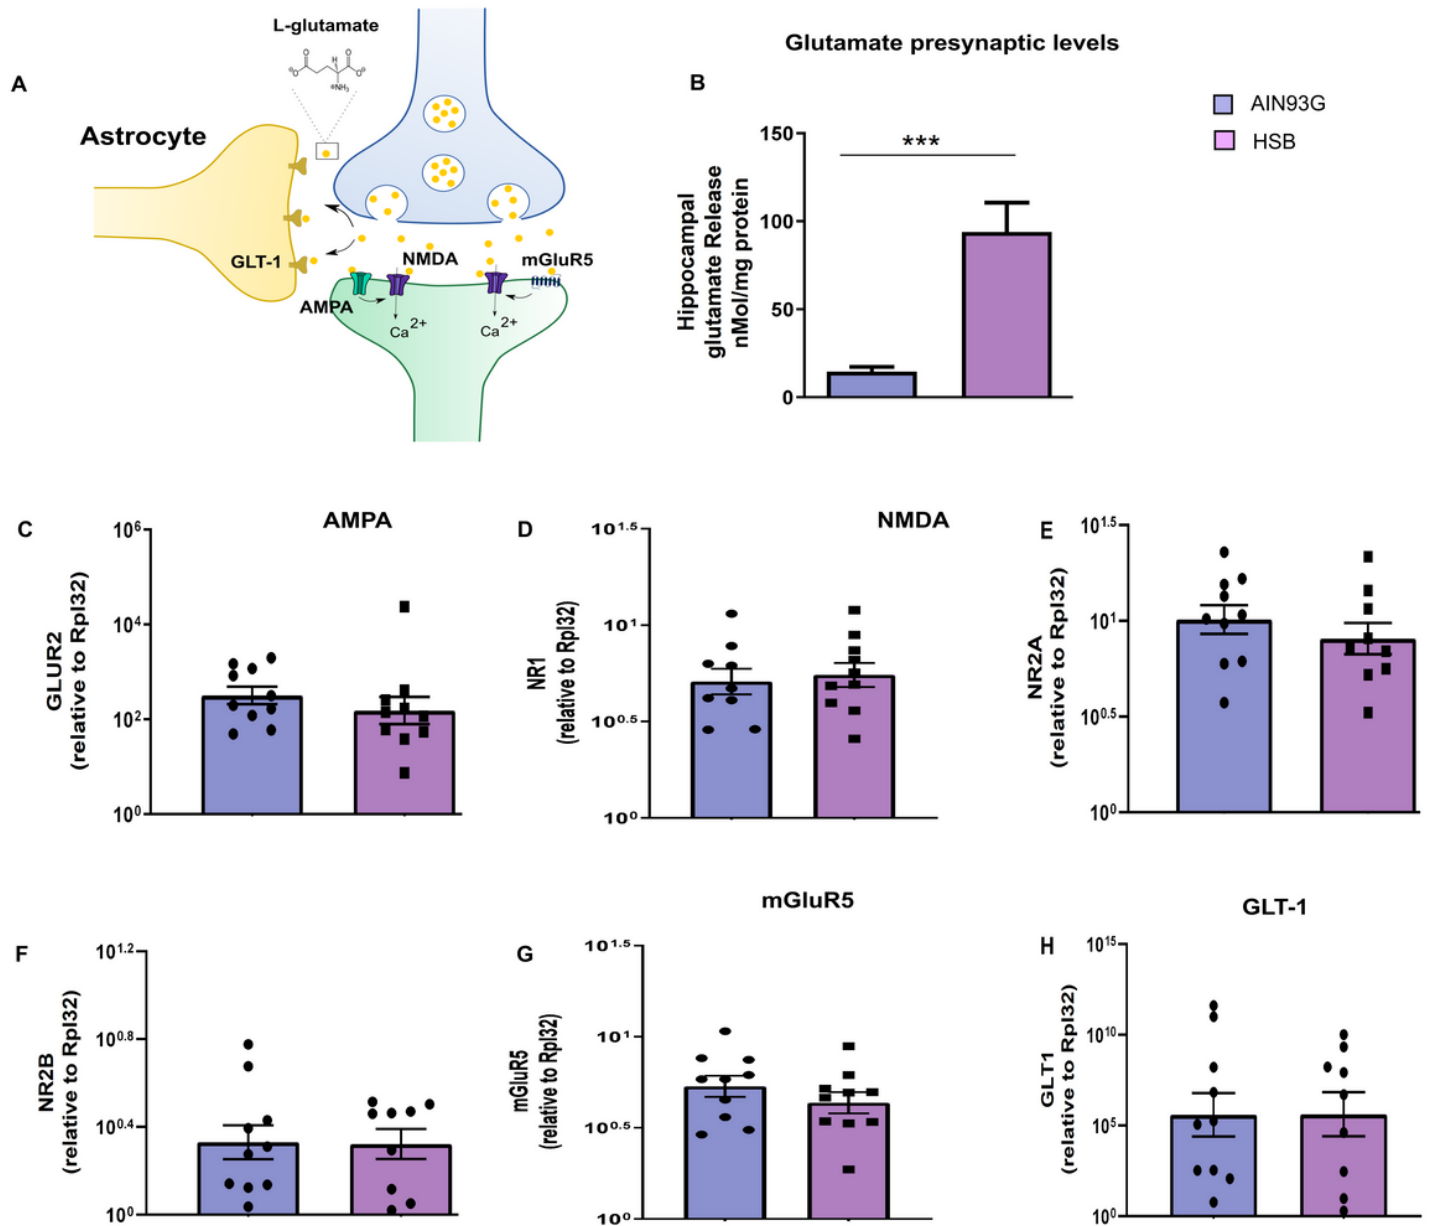 A
L-glutamate
H
O
O
⊖O
O⊖
⊕NH₃
Astrocyte
GLT-1
NMDA
mGluR5
AMPA
Ca2+
Ca2+
Glutamate presynaptic levels
B
AIN93G
HSB
***
Hippocampal
glutamate Release
nMol/mg protein
150
100
50
0
C
AMPA
GLUR2
(relative to Rpl32)
10^6
10^4
10^2
10^0
D
NMDA
NR1
(relative to Rpl32)
10^1.5
10^1
10^0.5
10^0
E
NR2A
(relative to Rpl32)
10^1.5
10^1
10^0.5
10^0
F
NR2B
(relative to Rpl32)
10^1.2
10^0.8
10^0.4
10^0
G
mGluR5
mGluR5
(relative to Rpl32)
10^1.5
10^1
10^0.5
10^0
H
GLT-1
GLT1
(relative to Rpl32)
10^15
10^10
10^5
10^0